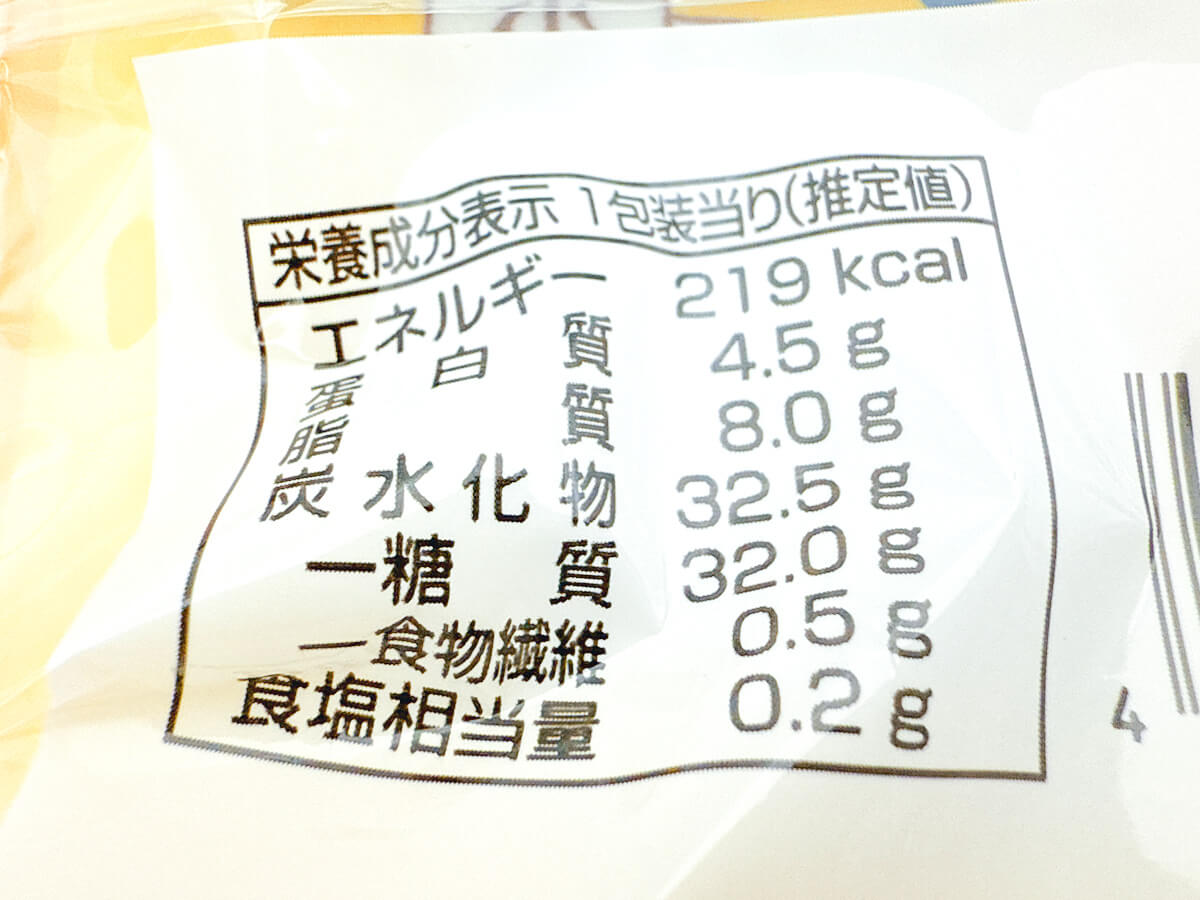 栄養成分表示 1包装当り(推定値)
エネルギー 219 kcal
蛋白質 4.5 g
脂質 8.0 g
炭水化物 32.5 g
ー糖質 32.0 g
ー食物繊維 0.5 g
食塩相当量 0.2 g
4